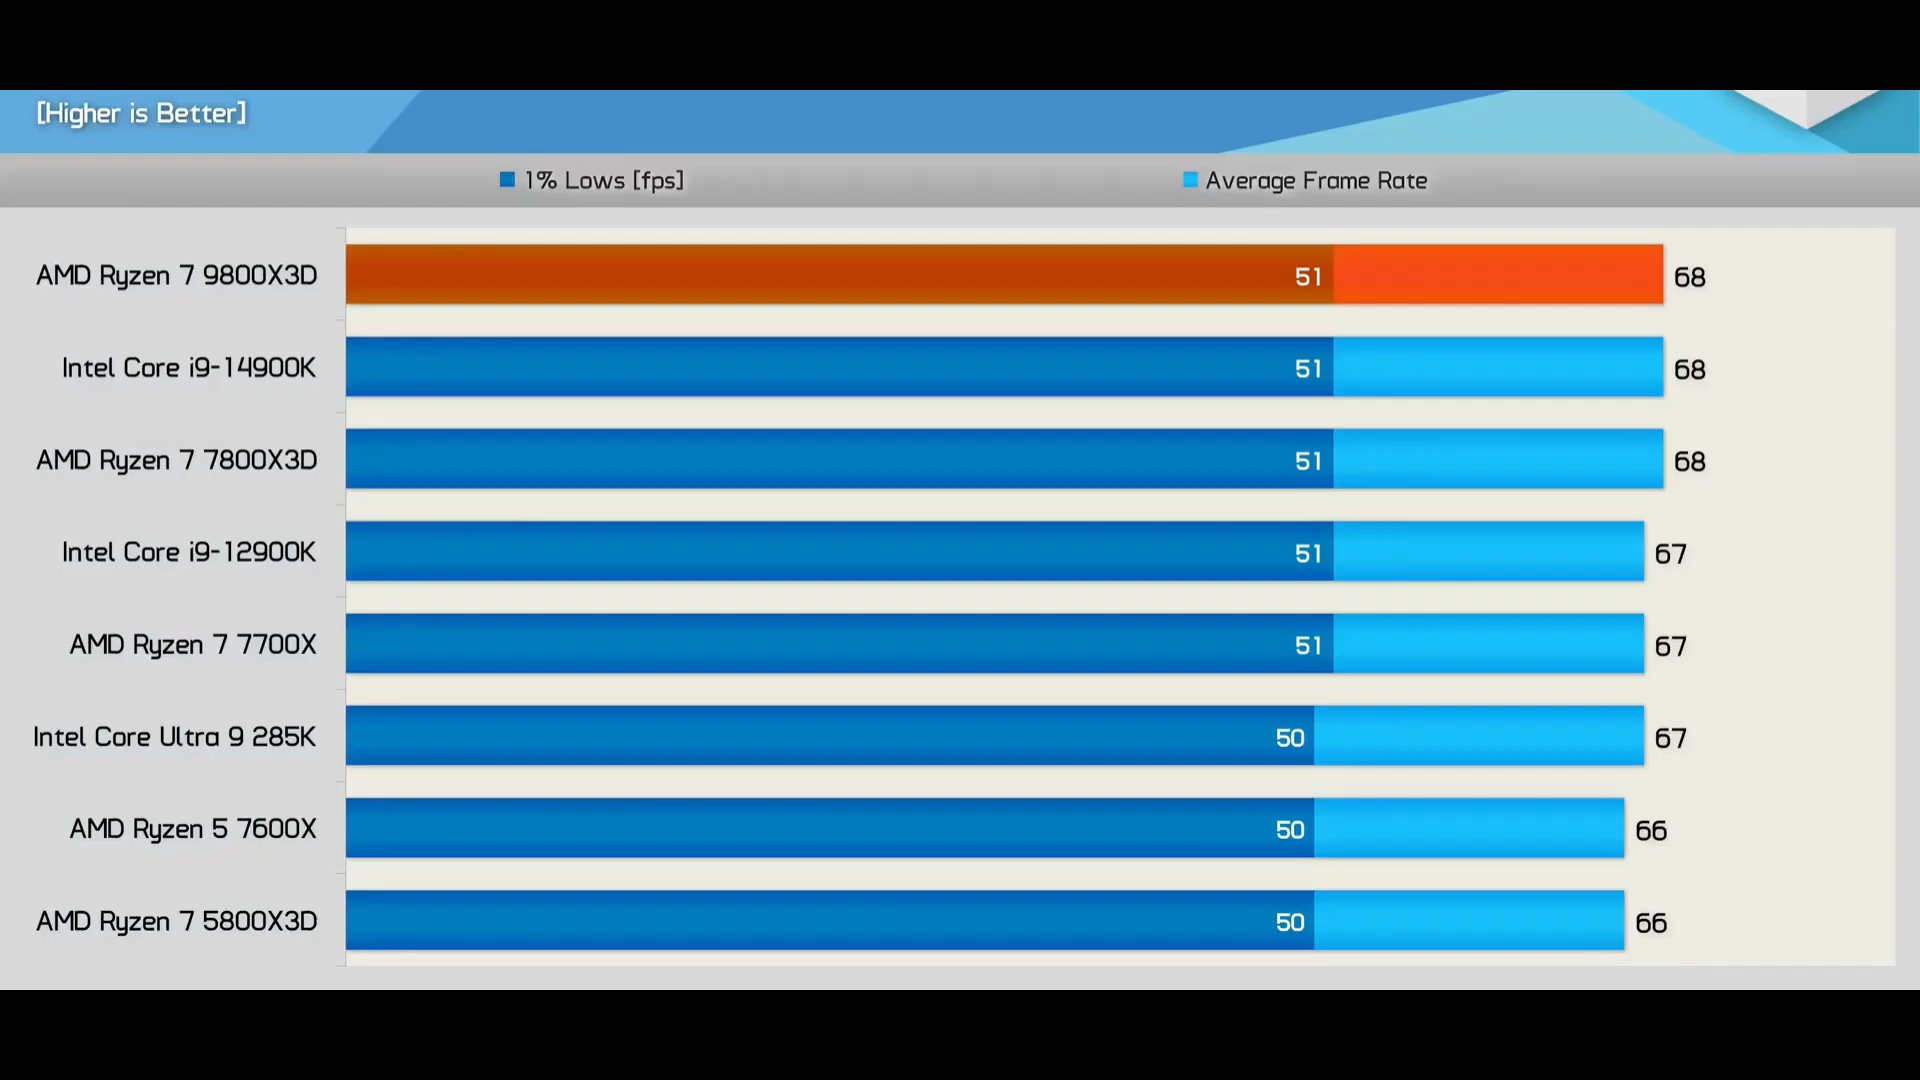 [Higher is Better]
1% Lows [fps] Average Frame Rate
AMD Ryzen 7 9800X3D 51 68
Intel Core i9-14900K 51 68
AMD Ryzen 7 7800X3D 51 68
Intel Core i9-12900K 51 67
AMD Ryzen 7 7700X 51 67
Intel Core Ultra 9 285K 50 67
AMD Ryzen 5 7600X 50 66
AMD Ryzen 7 5800X3D 50 66